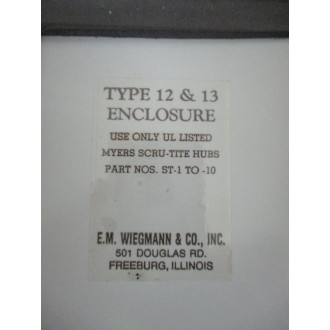 TYPE 12 & 13
ENCLOSURE
USE ONLY UL LISTED
MYERS SCRU-TITE HUBS
PART NOS. ST-1 TO -10
E.M. WIEGMANN & CO., INC.
501 DOUGLAS RD.
FREEBURG, ILLINOIS